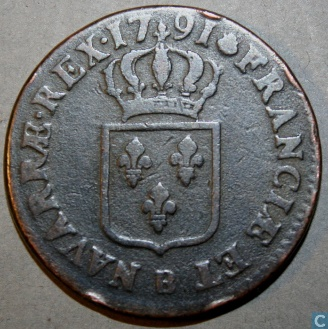 FRANCIÆ ET B NAVARRÆ · REX · 1791
C